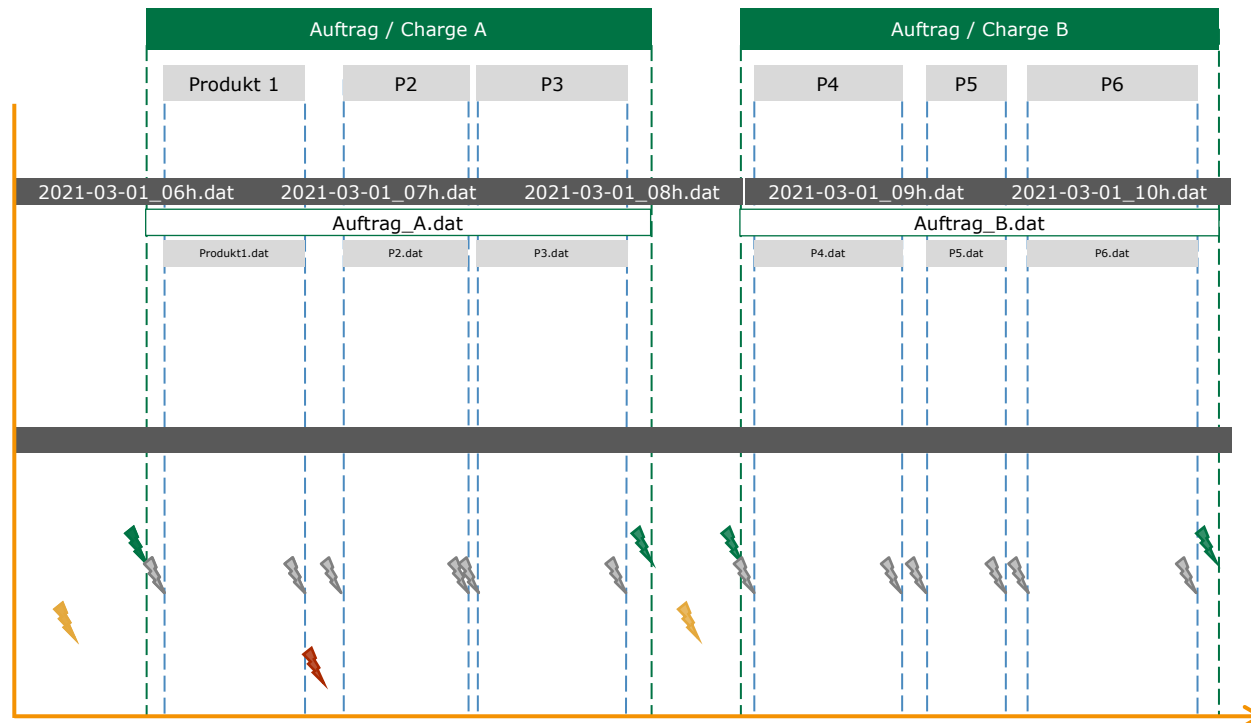 Auftrag / Charge A
Auftrag / Charge B
Produkt 1
P2
P3
P4
P5
P6
2021-03-01_06h.dat
2021-03-01_07h.dat
2021-03-01_08h.dat
2021-03-01_09h.dat
2021-03-01_10h.dat
Auftrag_A.dat
Auftrag_B.dat
Produkt1.dat
P2.dat
P3.dat
P4.dat
P5.dat
P6.dat